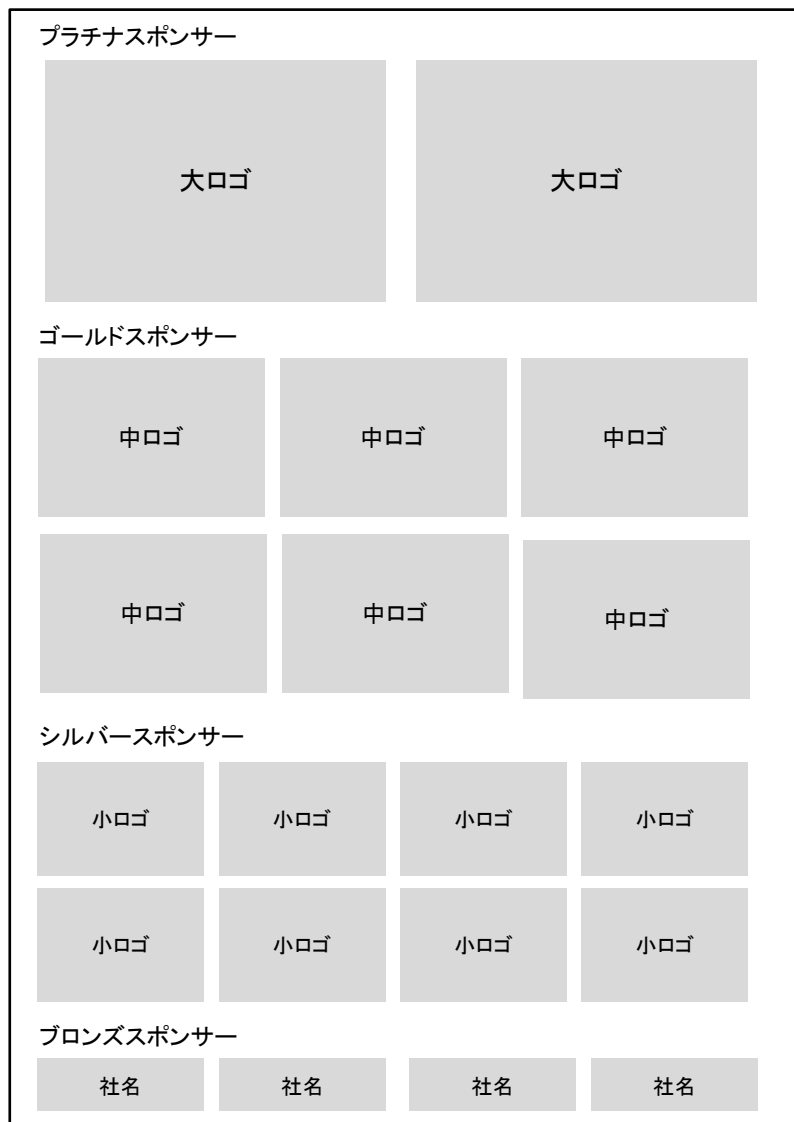 プラチナスポンサー
大ロゴ 大ロゴ
ゴールドスポンサー
中ロゴ 中ロゴ 中ロゴ
中ロゴ 中ロゴ 中ロゴ
シルバースポンサー
小ロゴ 小ロゴ 小ロゴ 小ロゴ
小ロゴ 小ロゴ 小ロゴ 小ロゴ
ブロンズスポンサー
社名 社名 社名 社名